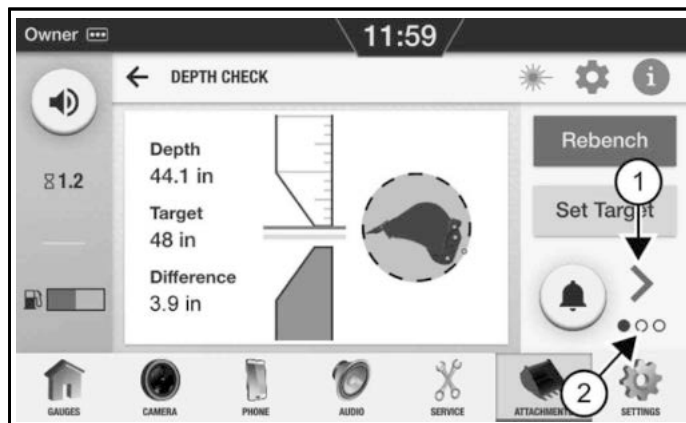 Owner
11:59
DEPTH CHECK
i
Rebench
1
Depth
44.1 in
1.2
Set Target
Target
48 in
Difference
3.9 in
2
GAUGES
CAMERA
PHONE
AUDIO
SERVICE
ATTACHMENTS
SETTINGS